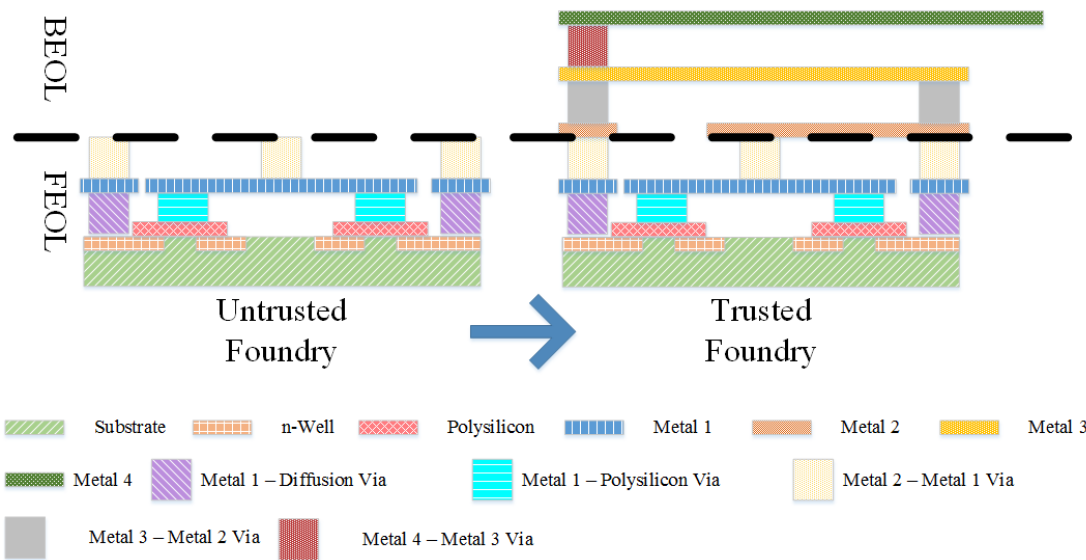 BEOL
FEOL
Untrusted
Foundry
Trusted
Foundry
Substrate
n-Well
Polysilicon
Metal 1
Metal 2
Metal 3
Metal 4
Metal 1 – Diffusion Via
Metal 1 – Polysilicon Via
Metal 2 – Metal 1 Via
Metal 3 – Metal 2 Via
Metal 4 – Metal 3 Via